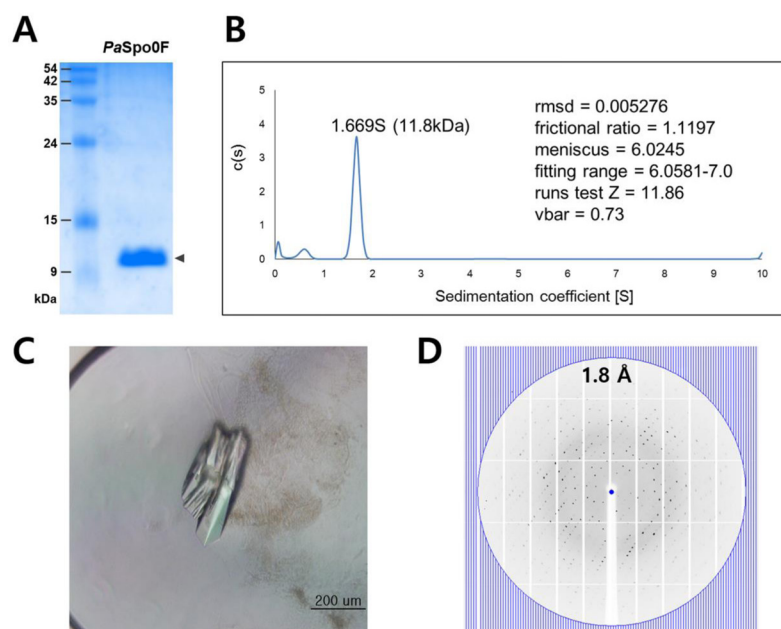 A
PaSpo0F
54
42
35
24
15
9
kDa
B
5
4
3
2
1
0
c(s)
1.669S (11.8kDa)
rmsd = 0.005276
frictional ratio = 1.1197
meniscus = 6.0245
fitting range = 6.0581-7.0
runs test Z = 11.86
vbar = 0.73
0 1 2 3 4 5 6 7 8 9 10
Sedimentation coefficient [S]
C
200 um
D
1.8 Å